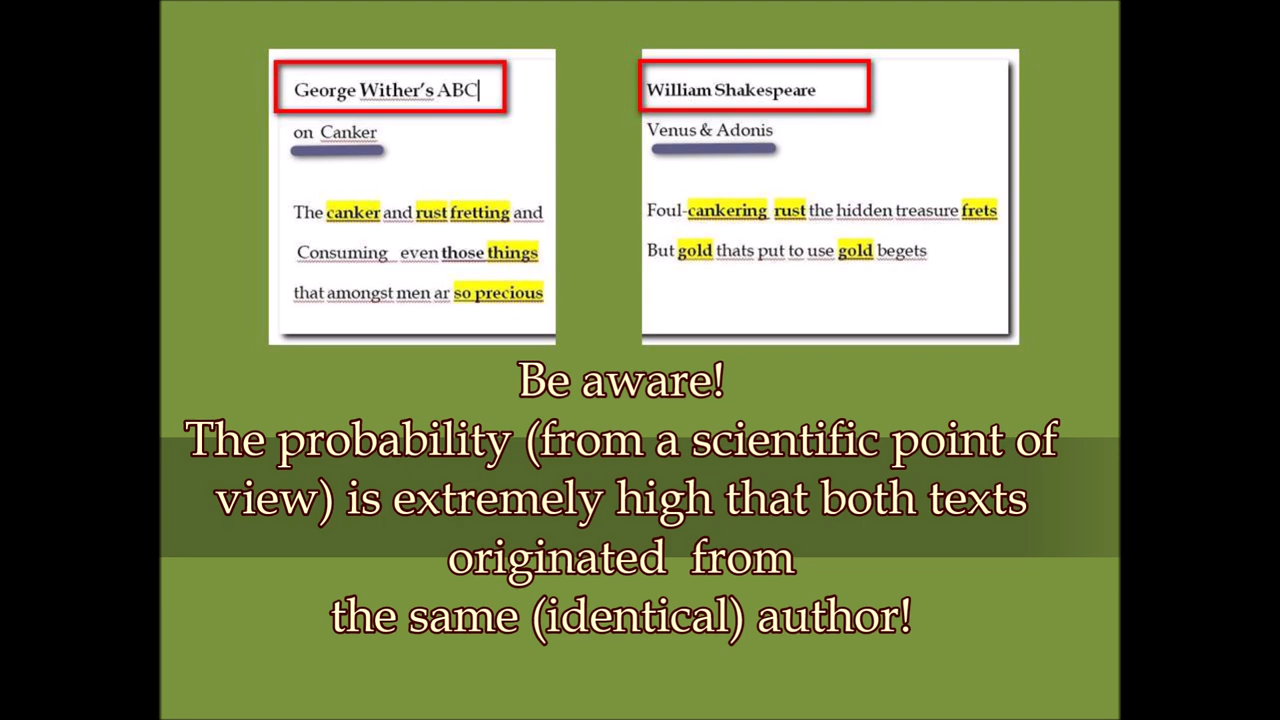 George Wither's ABC
on Canker
The canker and rust fretting and
Consuming even those things
that amongst men ar so precious
William Shakespeare
Venus & Adonis
Foul-cankering rust the hidden treasure frets
But gold thats put to use gold begets
Be aware!
The probability (from a scientific point of
view) is extremely high that both texts
originated from
the same (identical) author!